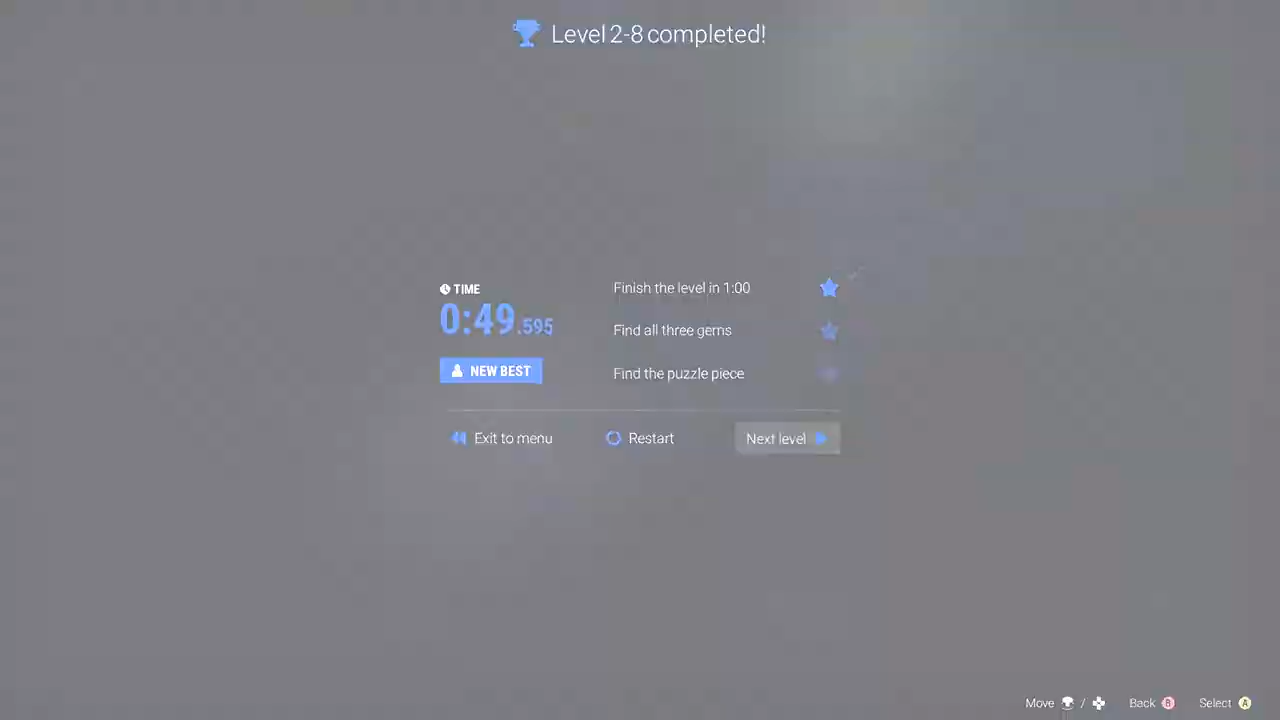 Level 2-8 completed!
TIME
0:49.595
NEW BEST
Finish the level in 1:00
Find all three gems
Find the puzzle piece
Exit to menu
Restart
Next level
Move / Back B Select A